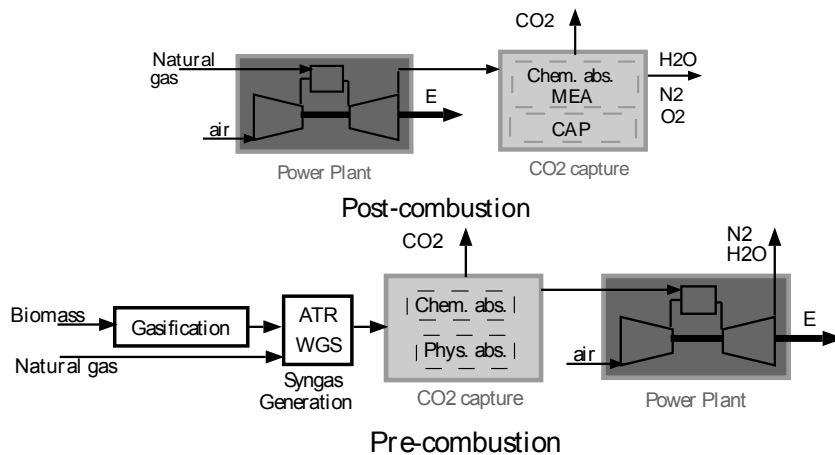 CO2
Natural
gas
Chem. abs.
MEA
H2O
E
N2
O2
air
CAP
Power Plant
CO2 capture
Post-combustion
CO2
N2
H2O
Biomass
Gasification
ATR
WGS
Chem. abs.
E
Phys. abs.
air
Natural gas
Syngas
Generation
CO2 capture
Power Plant
Pre-combustion